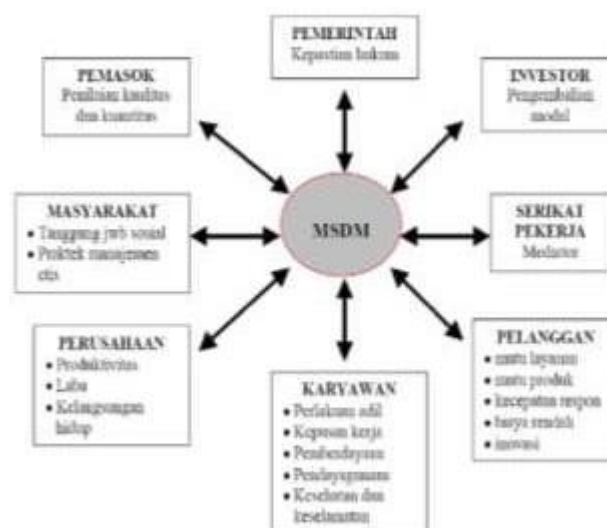 PEMERINTAH
Kepastian hukum
PEMASOK
Penilaian kualitas
dan kuantitas
INVESTOR
Pengembalian
modal
MASYARAKAT
• Tanggung jwb sosial
• Praktek manajemen
etis
MSDM
SERIKAT
PEKERJA
Mediator
PERUSAHAAN
• Produktivitas
• Laba
• Kelangsungan
hidup
KARYAWAN
• Perlakuan adil
• Kepuasan kerja
• Pemberdayaan
• Pendayagunaan
• Kesehatan dan
keselamatan
PELANGGAN
• mutu layanan
• mutu produk
• kecepatan respon
• biaya rendah
• inovasi